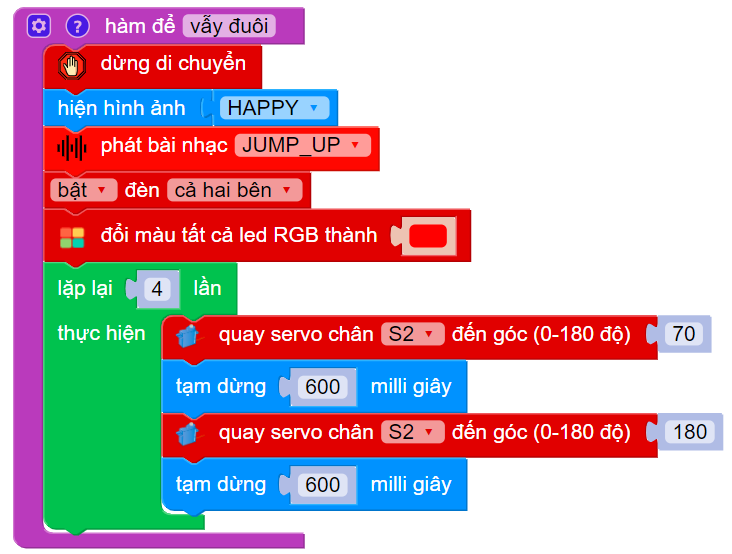 ? hàm để vẫy đuôi
dừng di chuyển
hiện hình ảnh HAPPY
phát bài nhạc JUMP_UP
bật đèn cả hai bên
đổi màu tất cả led RGB thành
lặp lại 4 lần
thực hiện quay servo chân S2 đến góc (0-180 độ) 70
tạm dừng 600 milli giây
quay servo chân S2 đến góc (0-180 độ) 180
tạm dừng 600 milli giây